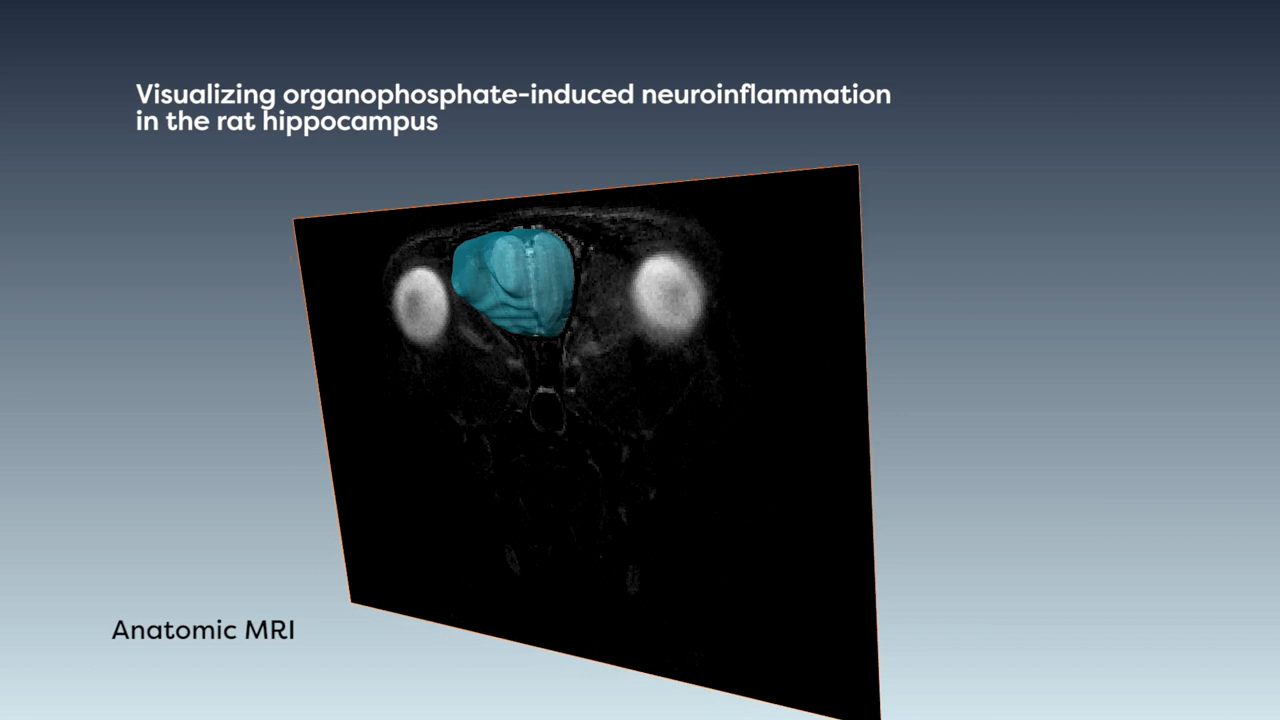 Visualizing organophosphate-induced neuroinflammation
in the rat hippocampus
Anatomic MRI